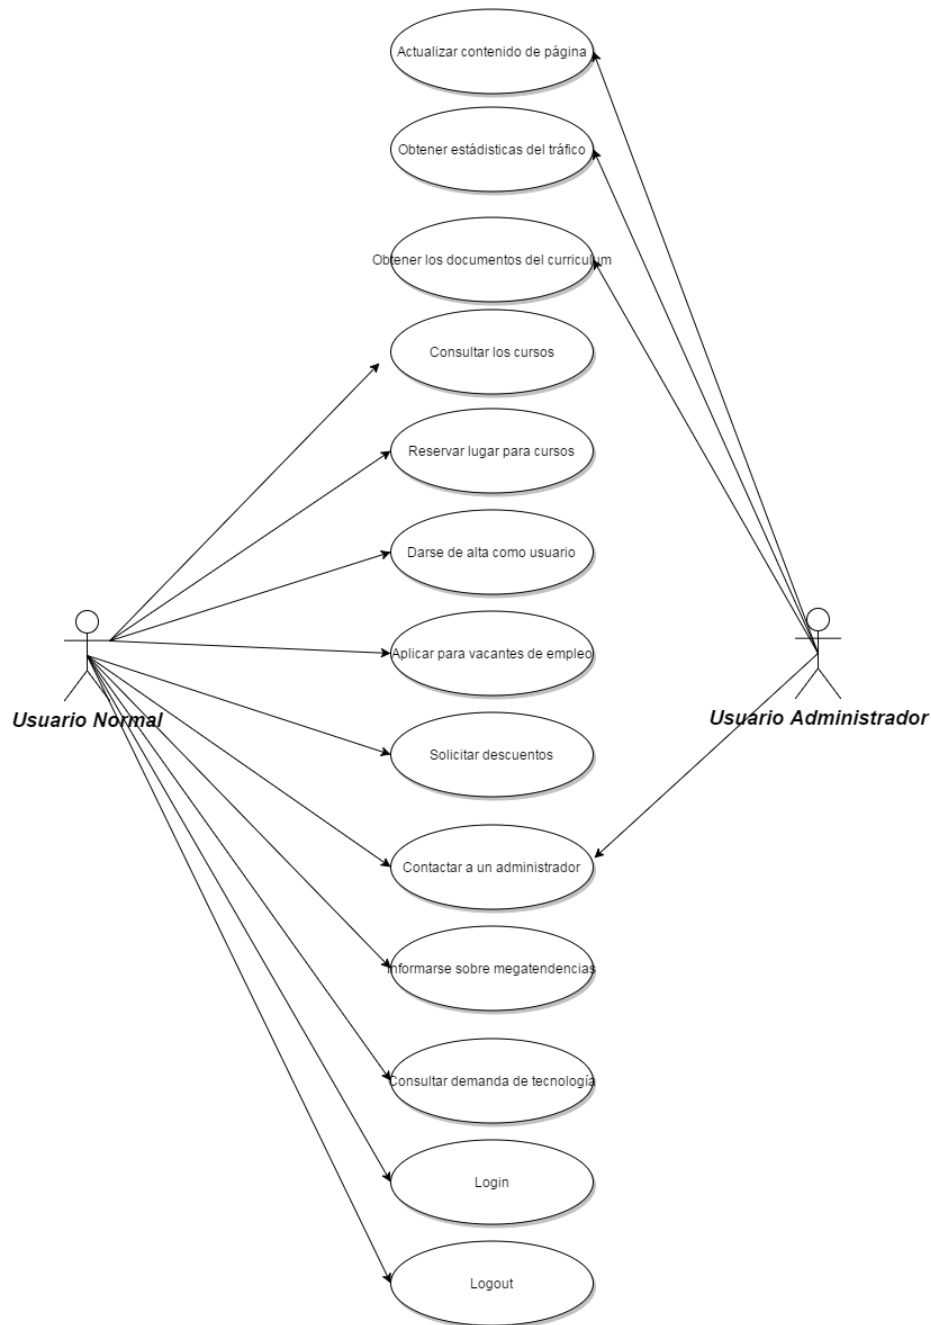 Actualizar contenido de página
Obtener estádisticas del tráfico
Obtener los documentos del curriculum
Consultar los cursos
Reservar lugar para cursos
Darse de alta como usuario
Aplicar para vacantes de empleo
Usuario Normal
Usuario Administrador
Solicitar descuentos
Contactar a un administrador
Informarse sobre megatendencias
Consultar demanda de tecnología
Login
Logout